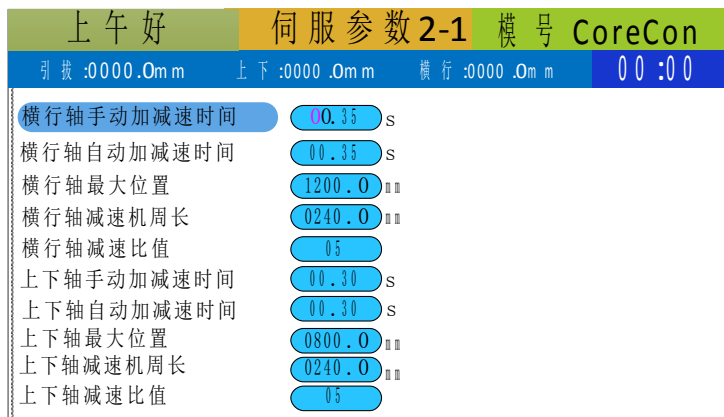 上午好 伺服参数2-1 模号 CoreCon
引拔:0000.0mm 上下:0000.0mm 横行:0000.0mm 00:00
横行轴手动加减速时间 00.35 s
横行轴自动加减速时间 00.35 s
横行轴最大位置 1200.0 mm
横行轴减速机周长 0240.0 mm
横行轴减速比值 05
上下轴手动加减速时间 00.30 s
上下轴自动加减速时间 00.30 s
上下轴最大位置 0800.0 mm
上下轴减速机周长 0240.0 mm
上下轴减速比值 05